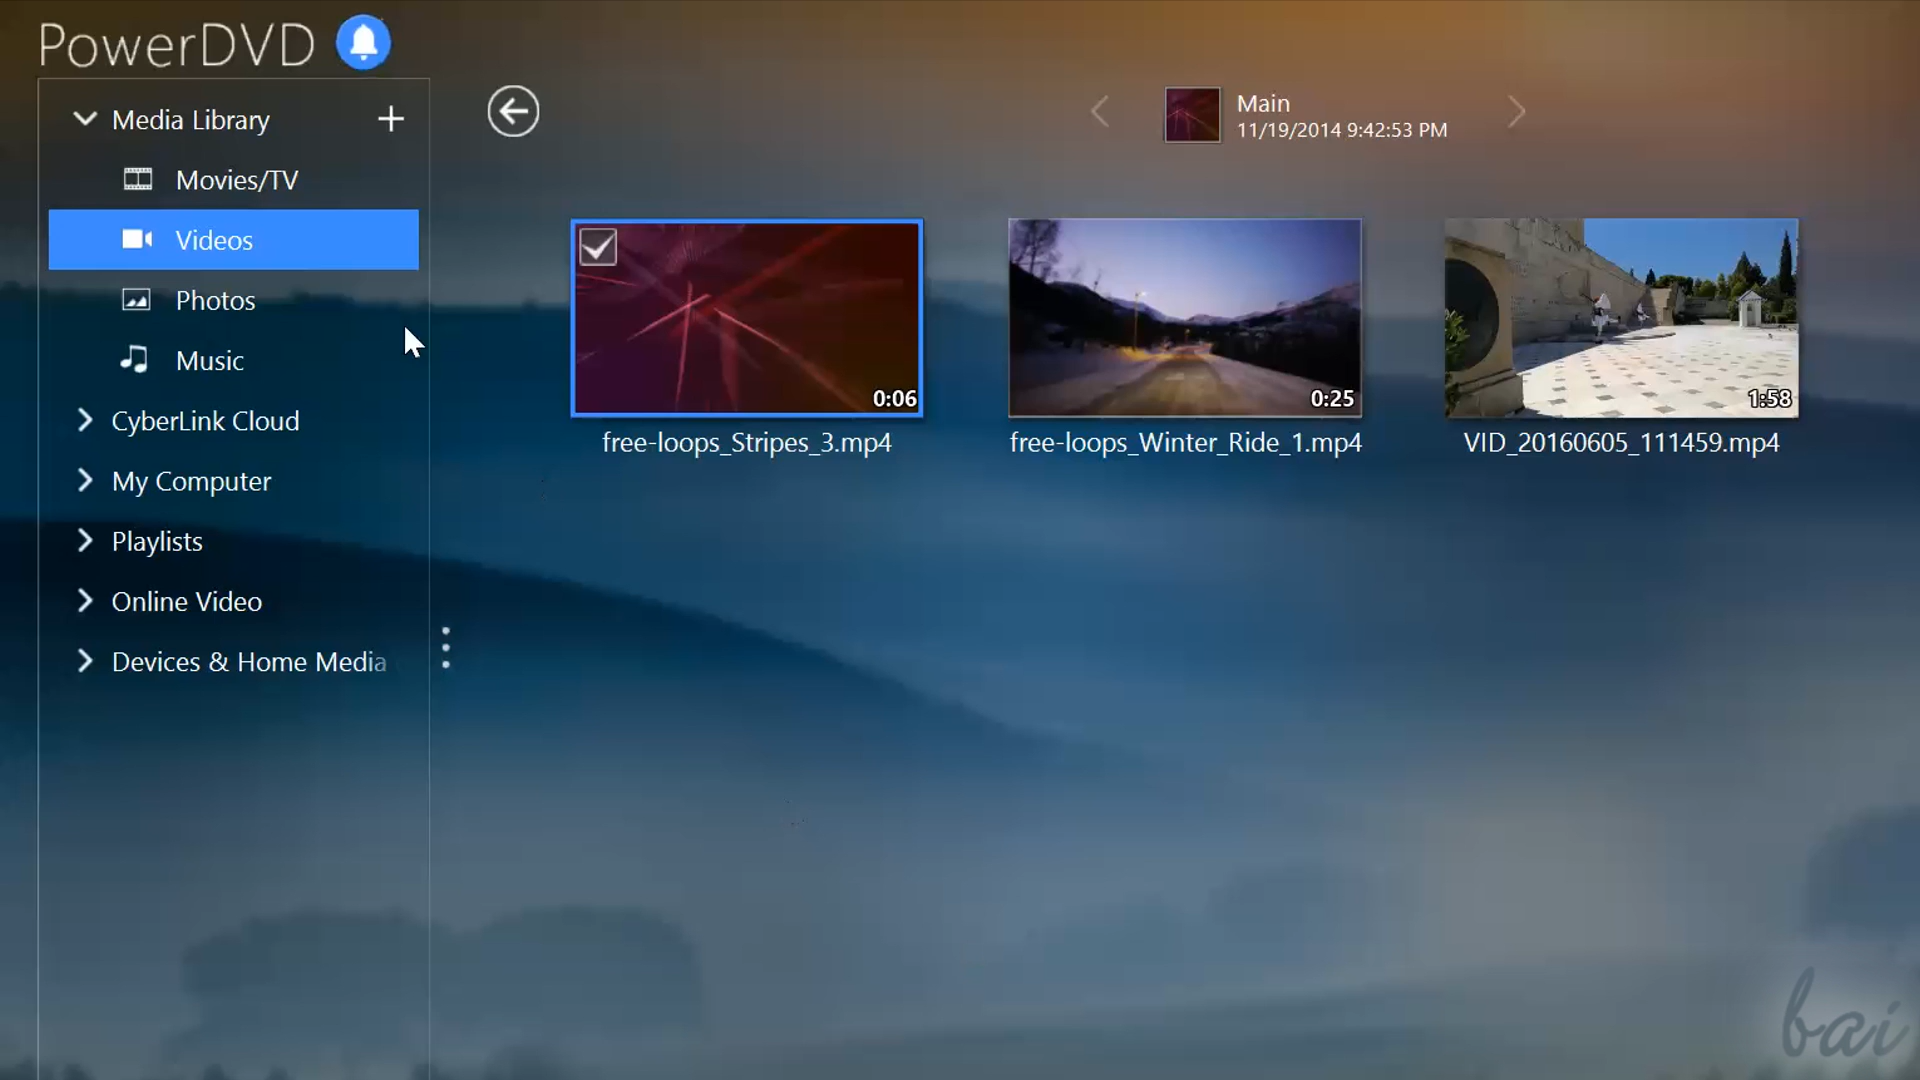 PowerDVD
Media Library
Movies/TV
Videos
Photos
Music
CyberLink Cloud
My Computer
Playlists
Online Video
Devices & Home Media
Main
11/19/2014 9:42:53 PM
0:06
0:25
1:58
free-loops_Stripes_3.mp4
free-loops_Winter_Ride_1.mp4
VID_20160605_111459.mp4
bai